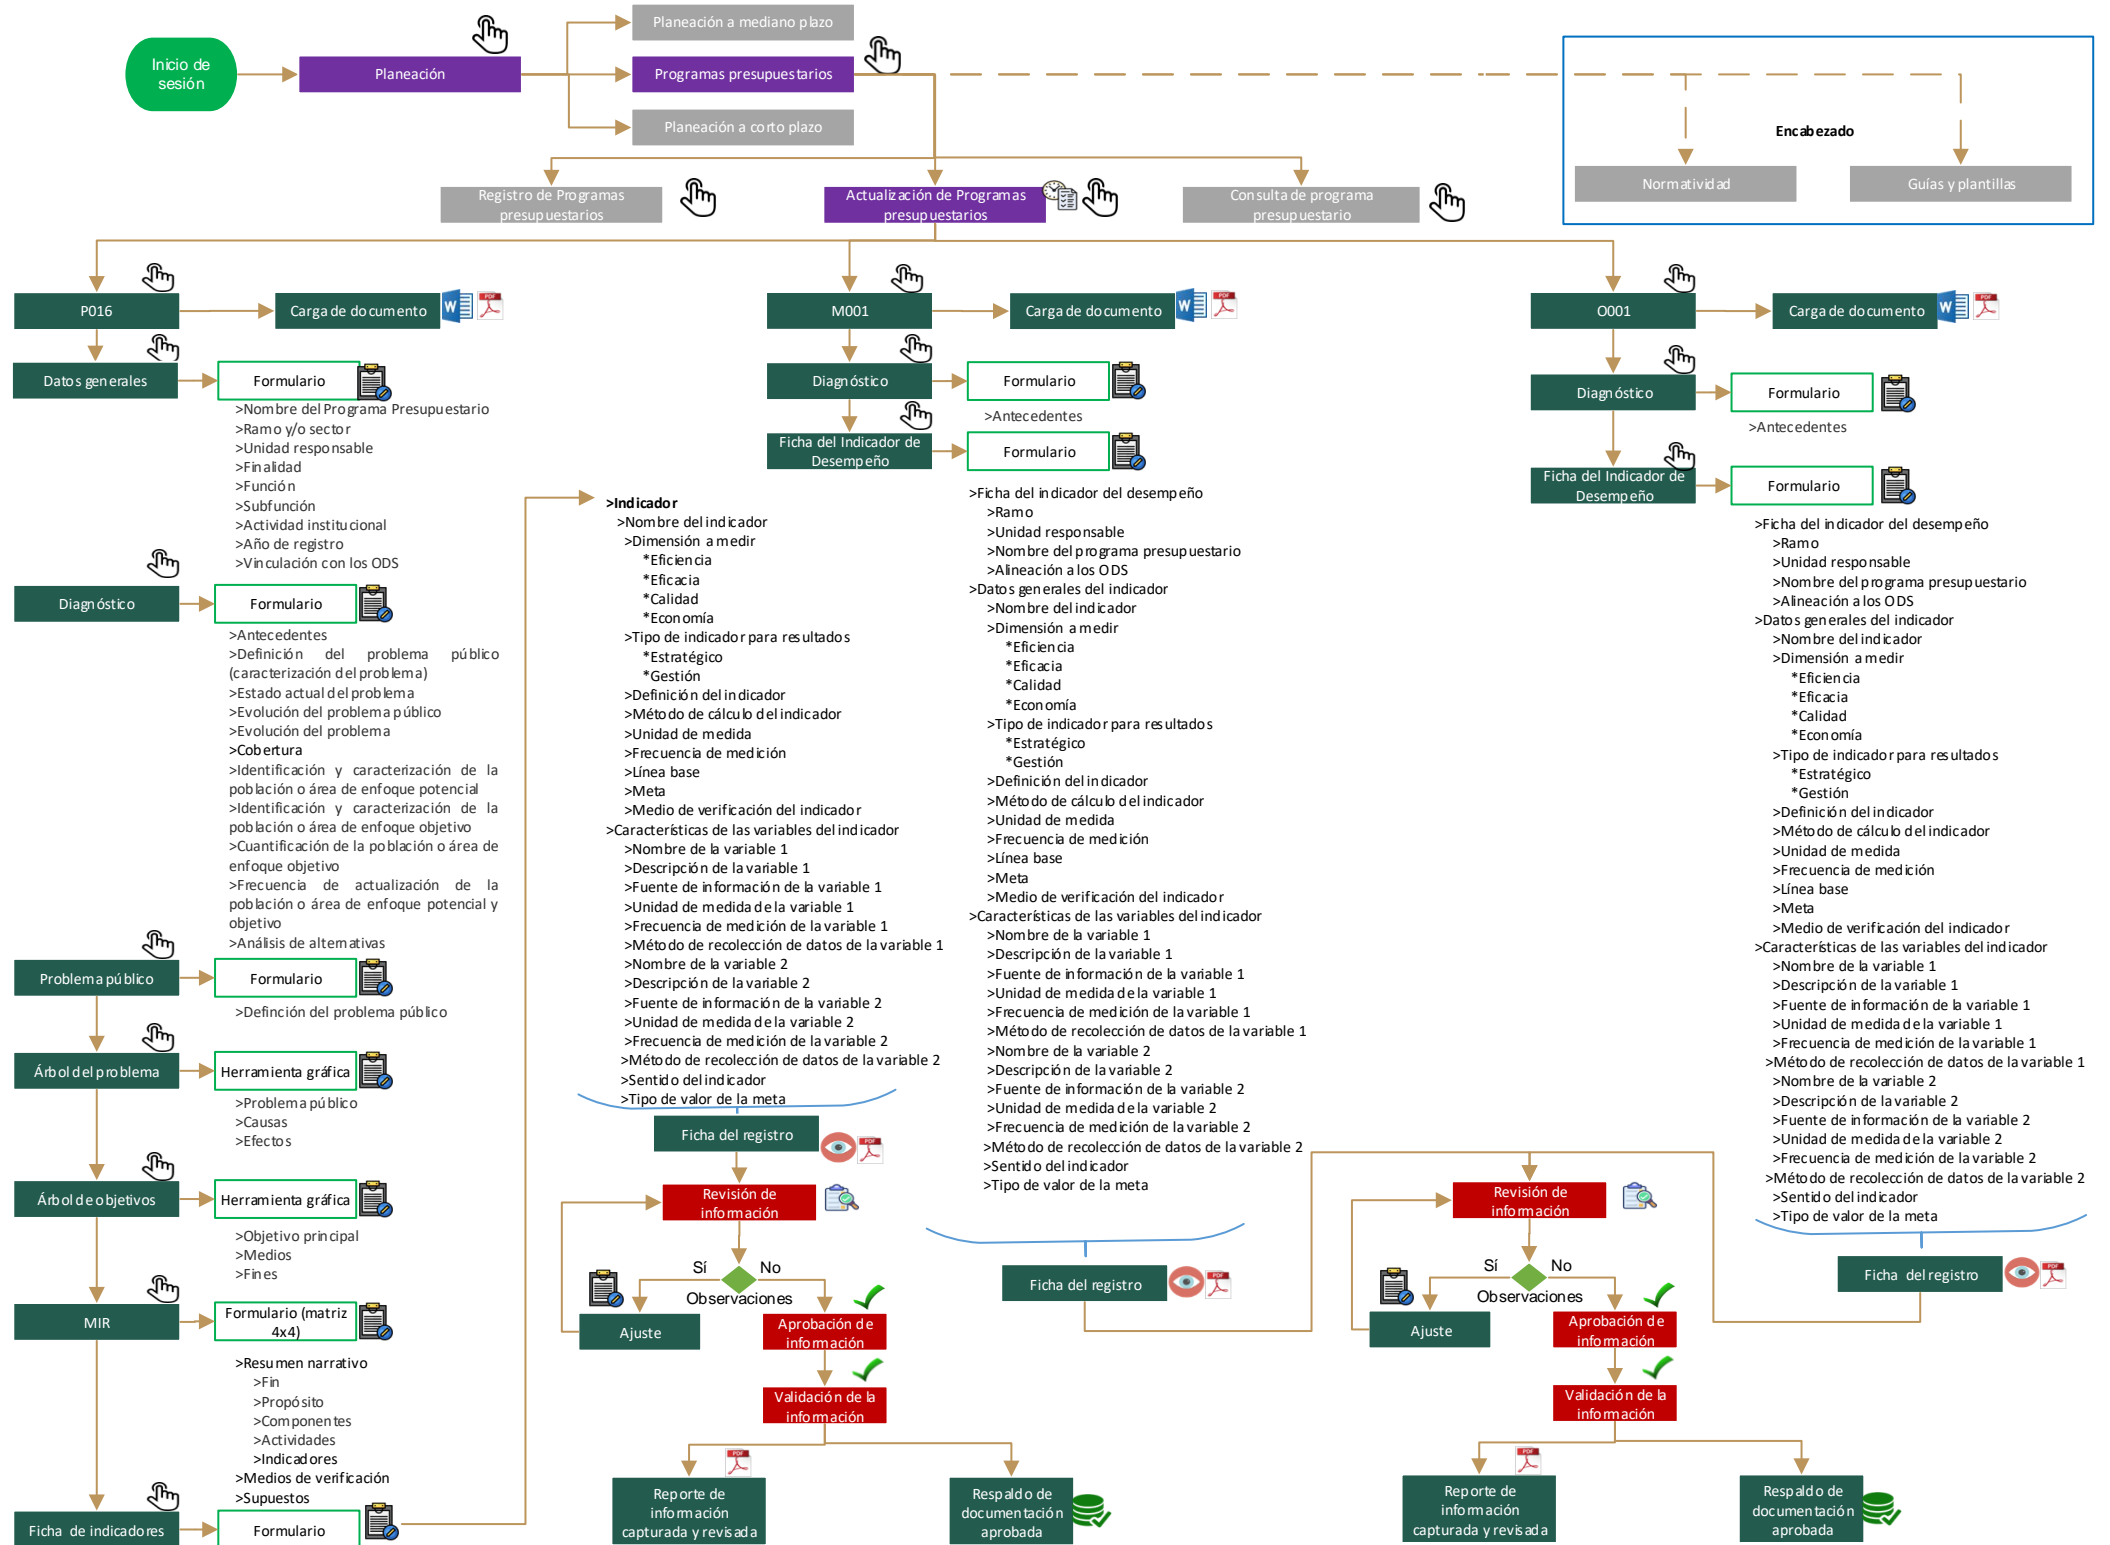 Inicio de
sesión
Planeación
Planeación a mediano plazo
Programas presupuestarios
Planeación a corto plazo
Encabezado
Normatividad
Guías y plantillas
Registro de Programas
presupuestarios
Actualización de Programas
presupuestarios
Consulta de programa
presupuestario
P016
Carga de documento
Datos generales
Formulario
>Nombre del Programa Presupuestario
>Ramo y/o sector
>Unidad responsable
>Finalidad
>Función
>Subfunción
>Actividad institucional
>Año de registro
>Vinculación con los ODS
Diagnóstico
Formulario
>Antecedentes
>Definición del problema público
(caracterización del problema)
>Estado actual del problema
>Evolución del problema público
>Evolución del problema
>Cobertura
>Identificación y caracterización de la
población o área de enfoque potencial
>Identificación y caracterización de la
población o área de enfoque objetivo
>Cuantificación de la población o área de
enfoque objetivo
>Frecuencia de actualización de la
población o área de enfoque potencial y
objetivo
>Análisis de alternativas
Problema público
Formulario
>Definción del problema público
Árbol del problema
Herramienta gráfica
>Problema público
>Causas
>Efectos
Árbol de objetivos
Herramienta gráfica
>Objetivo principal
>Medios
>Fines
MIR
Formulario (matriz
4x4)
>Resumen narrativo
>Fin
>Propósito
>Componentes
>Actividades
>Indicadores
>Medios de verificación
>Supuestos
Ficha de indicadores
Formulario
>Indicador
>Nombre del indicador
>Dimensión a medir
*Eficiencia
*Eficacia
*Calidad
*Economía
>Tipo de indicador para resultados
*Estratégico
*Gestión
>Definición del indicador
>Método de cálculo del indicador
>Unidad de medida
>Frecuencia de medición
>Línea base
>Meta
>Medio de verificación del indicador
>Características de las variables del indicador
>Nombre de la variable 1
>Descripción de la variable 1
>Fuente de información de la variable 1
>Unidad de medida de la variable 1
>Frecuencia de medición de la variable 1
>Método de recolección de datos de la variable 1
>Nombre de la variable 2
>Descripción de la variable 2
>Fuente de información de la variable 2
>Unidad de medida de la variable 2
>Frecuencia de medición de la variable 2
>Método de recolección de datos de la variable 2
>Sentido del indicador
>Tipo de valor de la meta
Ficha del registro
PDF
Revisión de
información
Sí
No
Observaciones
Ajuste
Aprobación de
información
Validación de la
información
PDF
Reporte de
información
capturada y revisada
Respaldo de
documentación
aprobada
M001
Carga de documento
W
PDF
Diagnóstico
Formulario
>Antecedentes
Ficha del Indicador de
Desempeño
Formulario
>Ficha del indicador del desempeño
>Ramo
>Unidad responsable
>Nombre del programa presupuestario
>Alineación a los ODS
>Datos generales del indicador
>Nombre del indicador
>Dimensión a medir
*Eficiencia
*Eficacia
*Calidad
*Economía
>Tipo de indicador para resultados
*Estratégico
*Gestión
>Definición del indicador
>Método de cálculo del indicador
>Unidad de medida
>Frecuencia de medición
>Línea base
>Meta
>Medio de verificación del indicador
>Características de las variables del indicador
>Nombre de la variable 1
>Descripción de la variable 1
>Fuente de información de la variable 1
>Unidad de medida de la variable 1
>Frecuencia de medición de la variable 1
>Método de recolección de datos de la variable 1
>Nombre de la variable 2
>Descripción de la variable 2
>Fuente de información de la variable 2
>Unidad de medida de la variable 2
>Frecuencia de medición de la variable 2
>Método de recolección de datos de la variable 2
>Sentido del indicador
>Tipo de valor de la meta
Ficha del registro
PDF
O001
Carga de documento
W
PDF
Diagnóstico
Formulario
>Antecedentes
Ficha del Indicador de
Desempeño
Formulario
>Ficha del indicador del desempeño
>Ramo
>Unidad responsable
>Nombre del programa presupuestario
>Alineación a los ODS
>Datos generales del indicador
>Nombre del indicador
>Dimensión a medir
*Eficiencia
*Eficacia
*Calidad
*Economía
>Tipo de indicador para resultados
*Estratégico
*Gestión
>Definición del indicador
>Método de cálculo del indicador
>Unidad de medida
>Frecuencia de medición
>Línea base
>Meta
>Medio de verificación del indicador
>Características de las variables del indicador
>Nombre de la variable 1
>Descripción de la variable 1
>Fuente de información de la variable 1
>Unidad de medida de la variable 1
>Frecuencia de medición de la variable 1
>Método de recolección de datos de la variable 1
>Nombre de la variable 2
>Descripción de la variable 2
>Fuente de información de la variable 2
>Unidad de medida de la variable 2
>Frecuencia de medición de la variable 2
>Método de recolección de datos de la variable 2
>Sentido del indicador
>Tipo de valor de la meta
Ficha del registro
PDF
Revisión de
información
Sí
No
Observaciones
Ajuste
Aprobación de
información
Validación de la
información
PDF
Reporte de
información
capturada y revisada
Respaldo de
documentación
aprobada